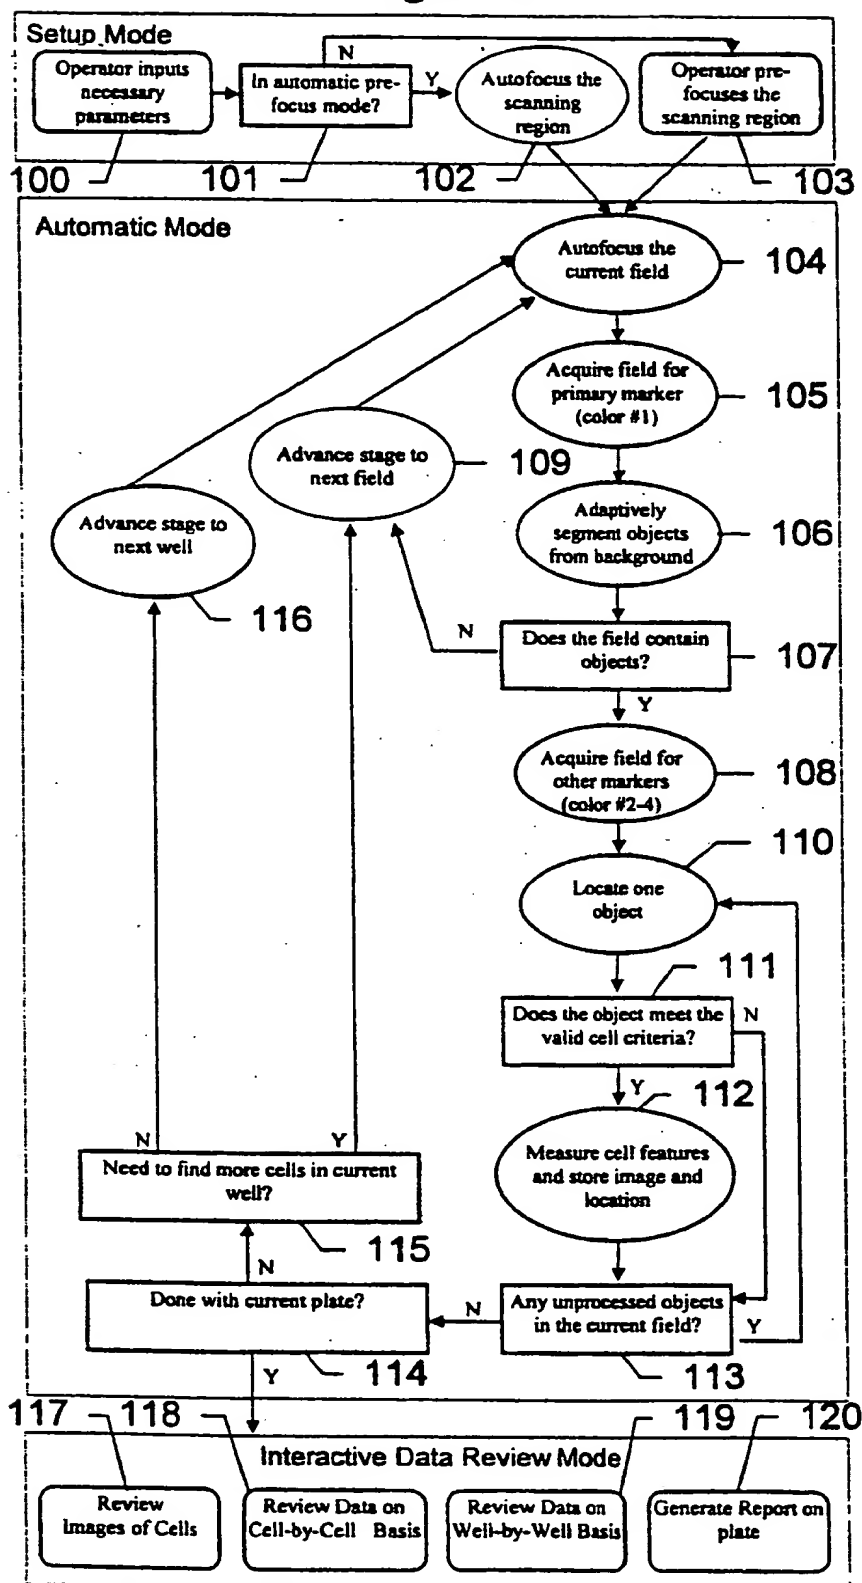 Setup Mode
Operator inputs
necessary
parameters
In automatic pre-
focus mode?
N
Y
Autofocus the
scanning
region
Operator pre-
focuses the
scanning region
100
101
102
103
Automatic Mode
Autofocus the
current field
104
Acquire field for
primary marker
(color #1)
105
Advance stage to
next field
109
Adaptively
segment objects
from background
106
Advance stage to
next well
116
Does the field contain
objects?
107
N
Y
Acquire field for
other markers
(color #2-4)
108
110
Locate one
object
111
Does the object meet the
valid cell criteria?
N
Y
112
Measure cell features
and store image and
location
N
Y
Need to find more cells in current
well?
115
N
Done with current plate?
114
N
Any unprocessed objects
in the current field?
Y
113
Y
117
118
119
120
Interactive Data Review Mode
Review
Images of Cells
Review Data on
Cell-by-Cell Basis
Review Data on
Well-by-Well Basis
Generate Report on
plate